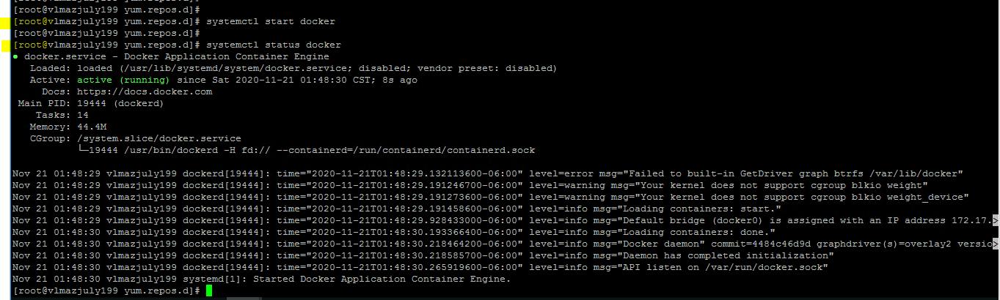 [root@vlmazjuly199 yum.repos.d]#
[root@vlmazjuly199 yum.repos.d]#
[root@vlmazjuly199 yum.repos.d]# systemctl start docker
[root@vlmazjuly199 yum.repos.d]#
[root@vlmazjuly199 yum.repos.d]# systemctl status docker
● docker.service - Docker Application Container Engine
   Loaded: loaded (/usr/lib/systemd/system/docker.service; disabled; vendor preset: disabled)
   Active: active (running) since Sat 2020-11-21 01:48:30 CST; 8s ago
     Docs: https://docs.docker.com
 Main PID: 19444 (dockerd)
    Tasks: 14
   Memory: 44.4M
   CGroup: /system.slice/docker.service
           └─19444 /usr/bin/dockerd -H fd:// --containerd=/run/containerd/containerd.sock
Nov 21 01:48:29 vlmazjuly199 dockerd[19444]: time="2020-11-21T01:48:29.132113600-06:00" level=error msg="Failed to built-in GetDriver graph btrfs /var/lib/docker"
Nov 21 01:48:29 vlmazjuly199 dockerd[19444]: time="2020-11-21T01:48:29.191246700-06:00" level=warning msg="Your kernel does not support cgroup blkio weight"
Nov 21 01:48:29 vlmazjuly199 dockerd[19444]: time="2020-11-21T01:48:29.191273600-06:00" level=warning msg="Your kernel does not support cgroup blkio weight_device"
Nov 21 01:48:29 vlmazjuly199 dockerd[19444]: time="2020-11-21T01:48:29.191458600-06:00" level=info msg="Loading containers: start."
Nov 21 01:48:29 vlmazjuly199 dockerd[19444]: time="2020-11-21T01:48:29.928433000-06:00" level=info msg="Default bridge (docker0) is assigned with an IP address 172.17.>
Nov 21 01:48:30 vlmazjuly199 dockerd[19444]: time="2020-11-21T01:48:30.193366400-06:00" level=info msg="Loading containers: done."
Nov 21 01:48:30 vlmazjuly199 dockerd[19444]: time="2020-11-21T01:48:30.218464200-06:00" level=info msg="Docker daemon" commit=4484c46d9d graphdriver(s)=overlay2 versio>
Nov 21 01:48:30 vlmazjuly199 dockerd[19444]: time="2020-11-21T01:48:30.218585700-06:00" level=info msg="Daemon has completed initialization"
Nov 21 01:48:30 vlmazjuly199 dockerd[19444]: time="2020-11-21T01:48:30.265919600-06:00" level=info msg="API listen on /var/run/docker.sock"
Nov 21 01:48:30 vlmazjuly199 systemd[1]: Started Docker Application Container Engine.
[root@vlmazjuly199 yum.repos.d]#